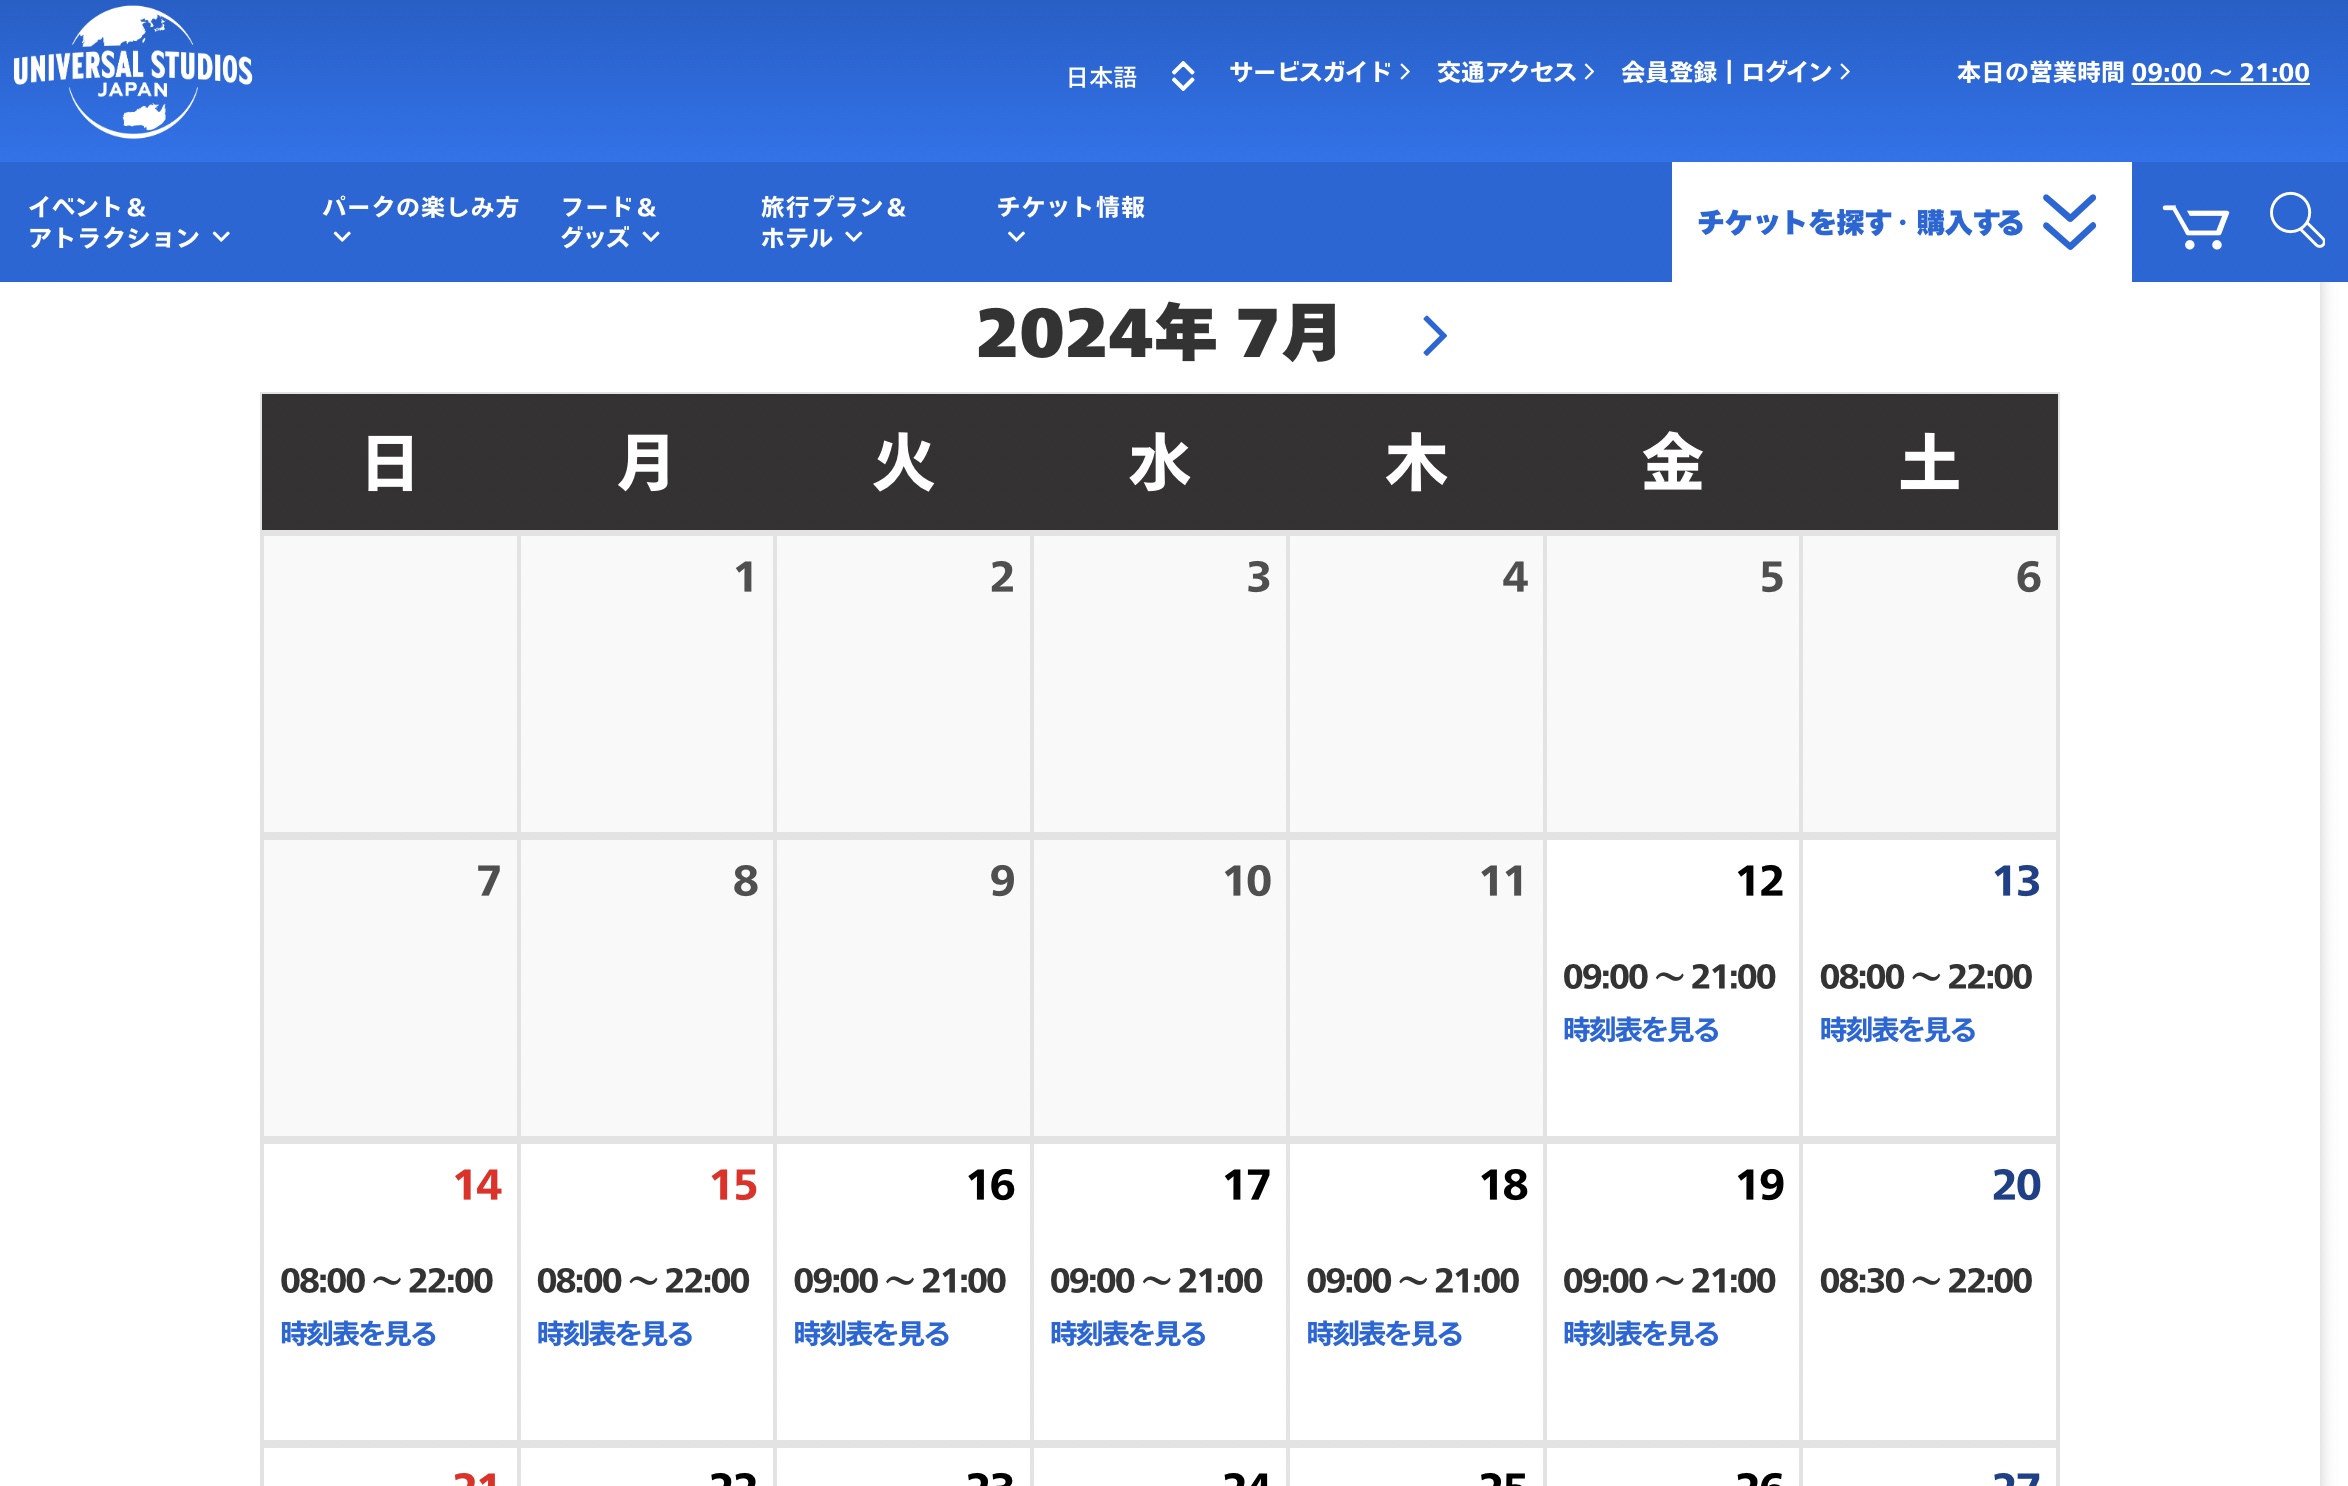 UNIVERSAL STUDIOS
JAPAN
日本語
サービスガイド
交通アクセス
会員登録 | ログイン
本日の営業時間 09:00 〜 21:00
イベント&
アトラクション
パークの楽しみ方
フード&
グッズ
旅行プラン&
ホテル
チケット情報
チケットを探す・購入する
2024年 7月
日 月 火 水 木 金 土
1 2 3 4 5 6
7 8 9 10 11 12 13
09:00 〜 21:00 08:00 〜 22:00
時刻表を見る 時刻表を見る
14 15 16 17 18 19 20
08:00 〜 22:00 08:00 〜 22:00 09:00 〜 21:00 09:00 〜 21:00 09:00 〜 21:00 09:00 〜 21:00 08:30 〜 22:00
時刻表を見る 時刻表を見る 時刻表を見る 時刻表を見る 時刻表を見る 時刻表を見る
21 22 23 24 25 26 27